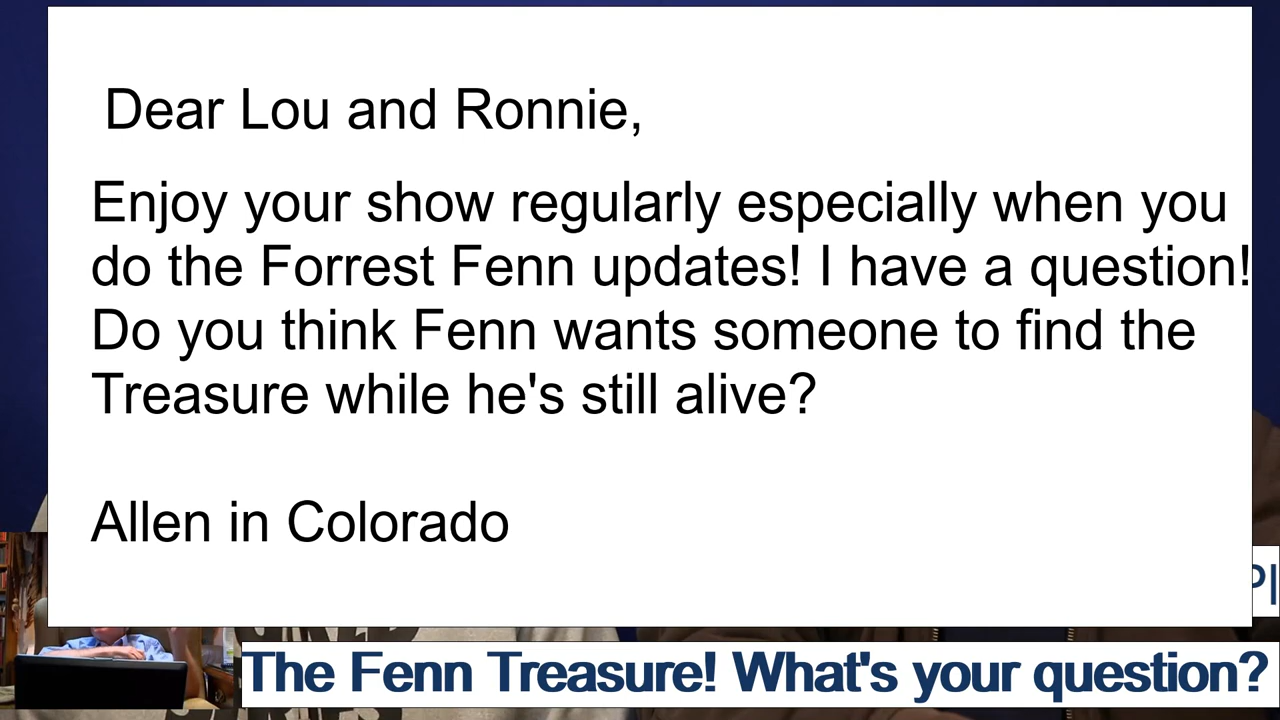 Dear Lou and Ronnie,
Enjoy your show regularly especially when you
do the Forrest Fenn updates! I have a question!
Do you think Fenn wants someone to find the
Treasure while he's still alive?
Allen in Colorado
The Fenn Treasure! What's your question?